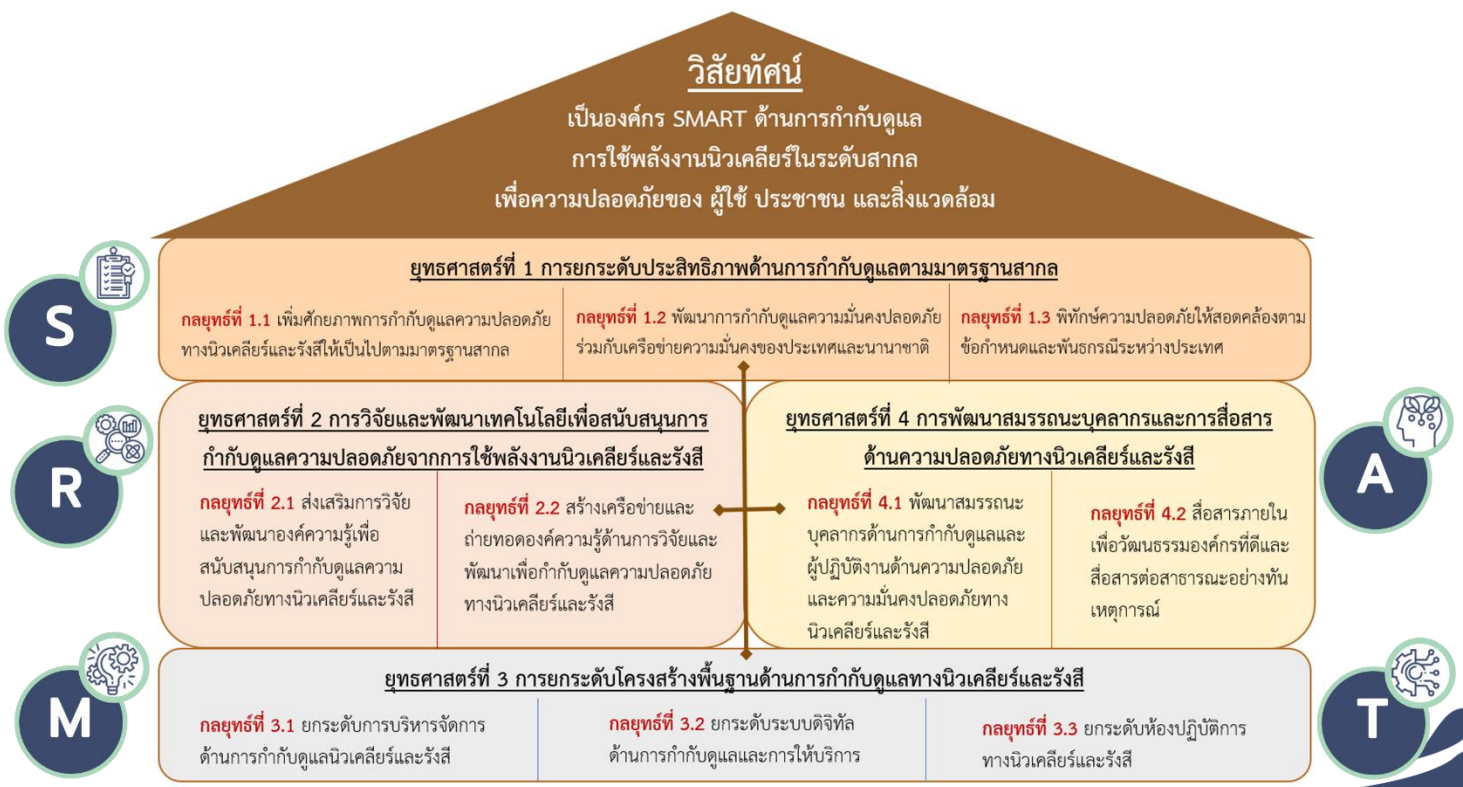 วิสัยทัศน์
เป็นองค์กร SMART ด้านการกำกับดูแล
การใช้พลังงานนิวเคลียร์ในระดับสากล
เพื่อความปลอดภัยของ ผู้ใช้ ประชาชน และสิ่งแวดล้อม
S
ยุทธศาสตร์ที่ 1 การยกระดับประสิทธิภาพด้านการกำกับดูแลตามมาตรฐานสากล
กลยุทธ์ที่ 1.1 เพิ่มศักยภาพการกำกับดูแลความปลอดภัย
ทางนิวเคลียร์และรังสีให้เป็นไปตามมาตรฐานสากล
กลยุทธ์ที่ 1.2 พัฒนาการกำกับดูแลความมั่นคงปลอดภัย
ร่วมกับเครือข่ายความมั่นคงของประเทศและนานาชาติ
กลยุทธ์ที่ 1.3 พิทักษ์ความปลอดภัยให้สอดคล้องตาม
ข้อกำหนดและพันธกรณีระหว่างประเทศ
R
ยุทธศาสตร์ที่ 2 การวิจัยและพัฒนาเทคโนโลยีเพื่อสนับสนุนการ
กำกับดูแลความปลอดภัยจากการใช้พลังงานนิวเคลียร์และรังสี
กลยุทธ์ที่ 2.1 ส่งเสริมการวิจัย
และพัฒนาองค์ความรู้เพื่อ
สนับสนุนการกำกับดูแลความ
ปลอดภัยทางนิวเคลียร์และรังสี
กลยุทธ์ที่ 2.2 สร้างเครือข่ายและ
ถ่ายทอดองค์ความรู้ด้านการวิจัยและ
พัฒนาเพื่อกำกับดูแลความปลอดภัย
ทางนิวเคลียร์และรังสี
ยุทธศาสตร์ที่ 4 การพัฒนาสมรรถนะบุคลากรและการสื่อสาร
ด้านความปลอดภัยทางนิวเคลียร์และรังสี
กลยุทธ์ที่ 4.1 พัฒนาสมรรถนะ
บุคลากรด้านการกำกับดูแลและ
ผู้ปฏิบัติงานด้านความปลอดภัย
และความมั่นคงปลอดภัยทาง
นิวเคลียร์และรังสี
กลยุทธ์ที่ 4.2 สื่อสารภายใน
เพื่อวัฒนธรรมองค์กรที่ดีและ
สื่อสารต่อสาธารณะอย่างทัน
เหตุการณ์
A
M
ยุทธศาสตร์ที่ 3 การยกระดับโครงสร้างพื้นฐานด้านการกำกับดูแลทางนิวเคลียร์และรังสี
กลยุทธ์ที่ 3.1 ยกระดับการบริหารจัดการ
ด้านการกำกับดูแลนิวเคลียร์และรังสี
กลยุทธ์ที่ 3.2 ยกระดับระบบดิจิทัล
ด้านการกำกับดูแลและการให้บริการ
กลยุทธ์ที่ 3.3 ยกระดับห้องปฏิบัติการ
ทางนิวเคลียร์และรังสี
T